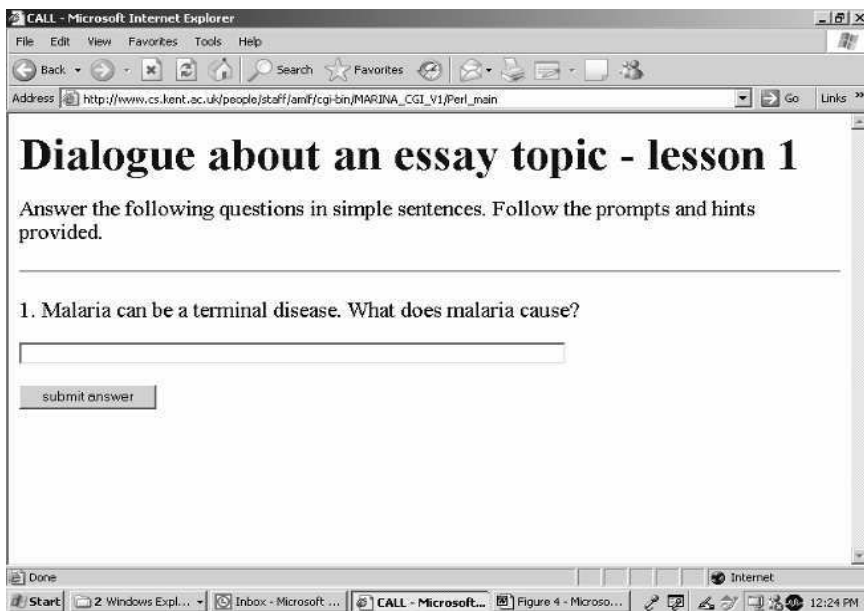 CALL - Microsoft Internet Explorer
File Edit View Favorites Tools Help
Back Search Favorites
Address http://www.cs.kent.ac.uk/people/staff/amlf/cgi-bin/MARINA_CGI_V1/Perl_main Go Links »
Dialogue about an essay topic - lesson 1
Answer the following questions in simple sentences. Follow the prompts and hints
provided.
1. Malaria can be a terminal disease. What does malaria cause?
submit answer
Done Internet
Start 2 Windows Expl... Inbox - Microsoft ... CALL - Microsoft... Figure 4 - Microso... 12:24 PM